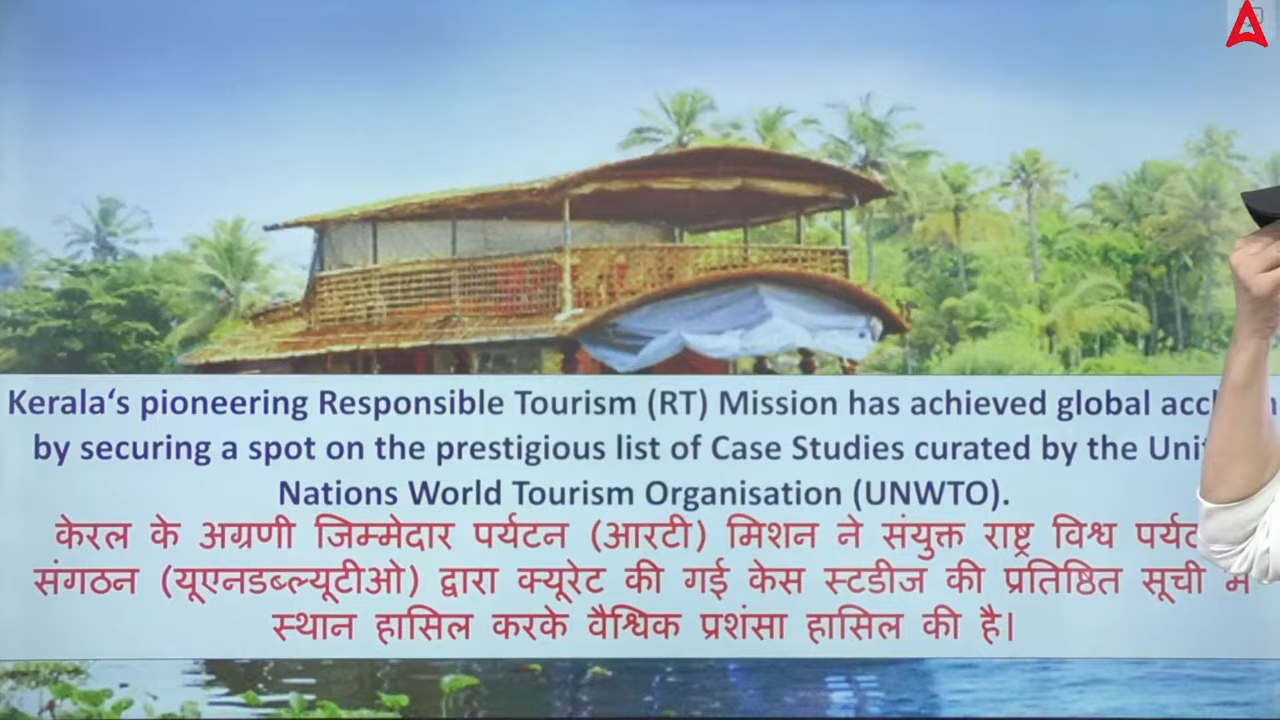 Kerala‘s pioneering Responsible Tourism (RT) Mission has achieved global
by securing a spot on the prestigious list of Case Studies curated by the
Nations World Tourism Organisation (UNWTO).
केरल के अग्रणी जिम्मेदार पर्यटन (आरटी) मिशन ने संयुक्त राष्ट्र विश्व
संगठन (यूएनडब्ल्यूटीओ) द्वारा क्यूरेट की गई केस स्टडीज की प्रतिष्ठित सूची में
स्थान हासिल करके वैश्विक प्रशंसा हासिल की है।